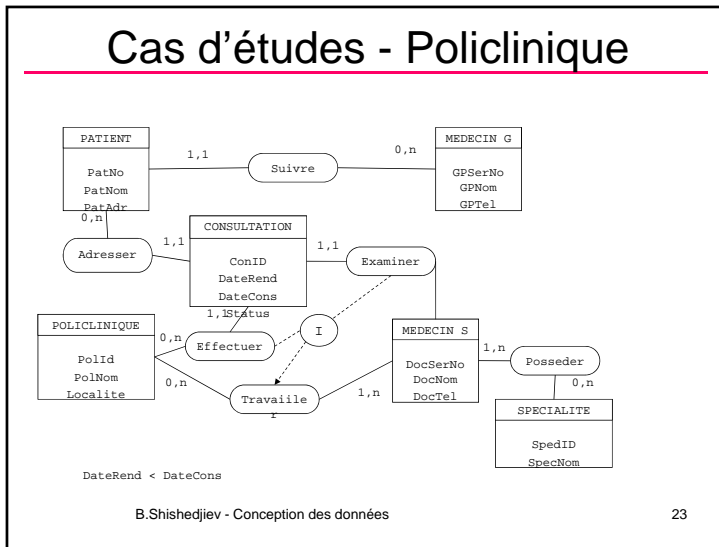 Cas d'études - Policlinique
PATIENT
PatNo
PatNom
PatAdr
1,1
Suivre
0,n
MEDECIN G
GPSerNo
GPNom
GPTel
0,n
Adresser
1,1
CONSULTATION
ConID
DateRend
DateCons
Status
1,1
Examiner
1,1
POLICLINIQUE
PolId
PolNom
Localite
0,n
Effectuer
I
0,n
Travaiile
r
1,n
MEDECIN S
DocSerNo
DocNom
DocTel
1,n
Posseder
0,n
SPECIALITE
SpedID
SpecNom
DateRend < DateCons
B.Shishedjiev - Conception des données
23